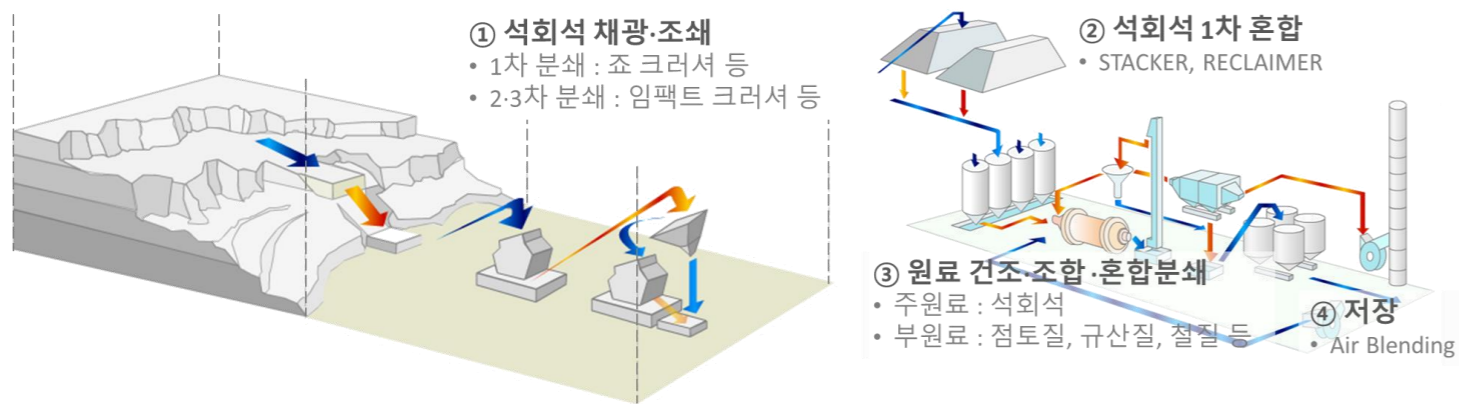 ① 석회석 채광·조쇄
• 1차 분쇄 : 죠 크러셔 등
• 2·3차 분쇄 : 임팩트 크러셔 등
② 석회석 1차 혼합
• STACKER, RECLAIMER
③ 원료 건조·조합·혼합분쇄
• 주원료 : 석회석
• 부원료 : 점토질, 규산질, 철질 등
④ 저장
• Air Blending